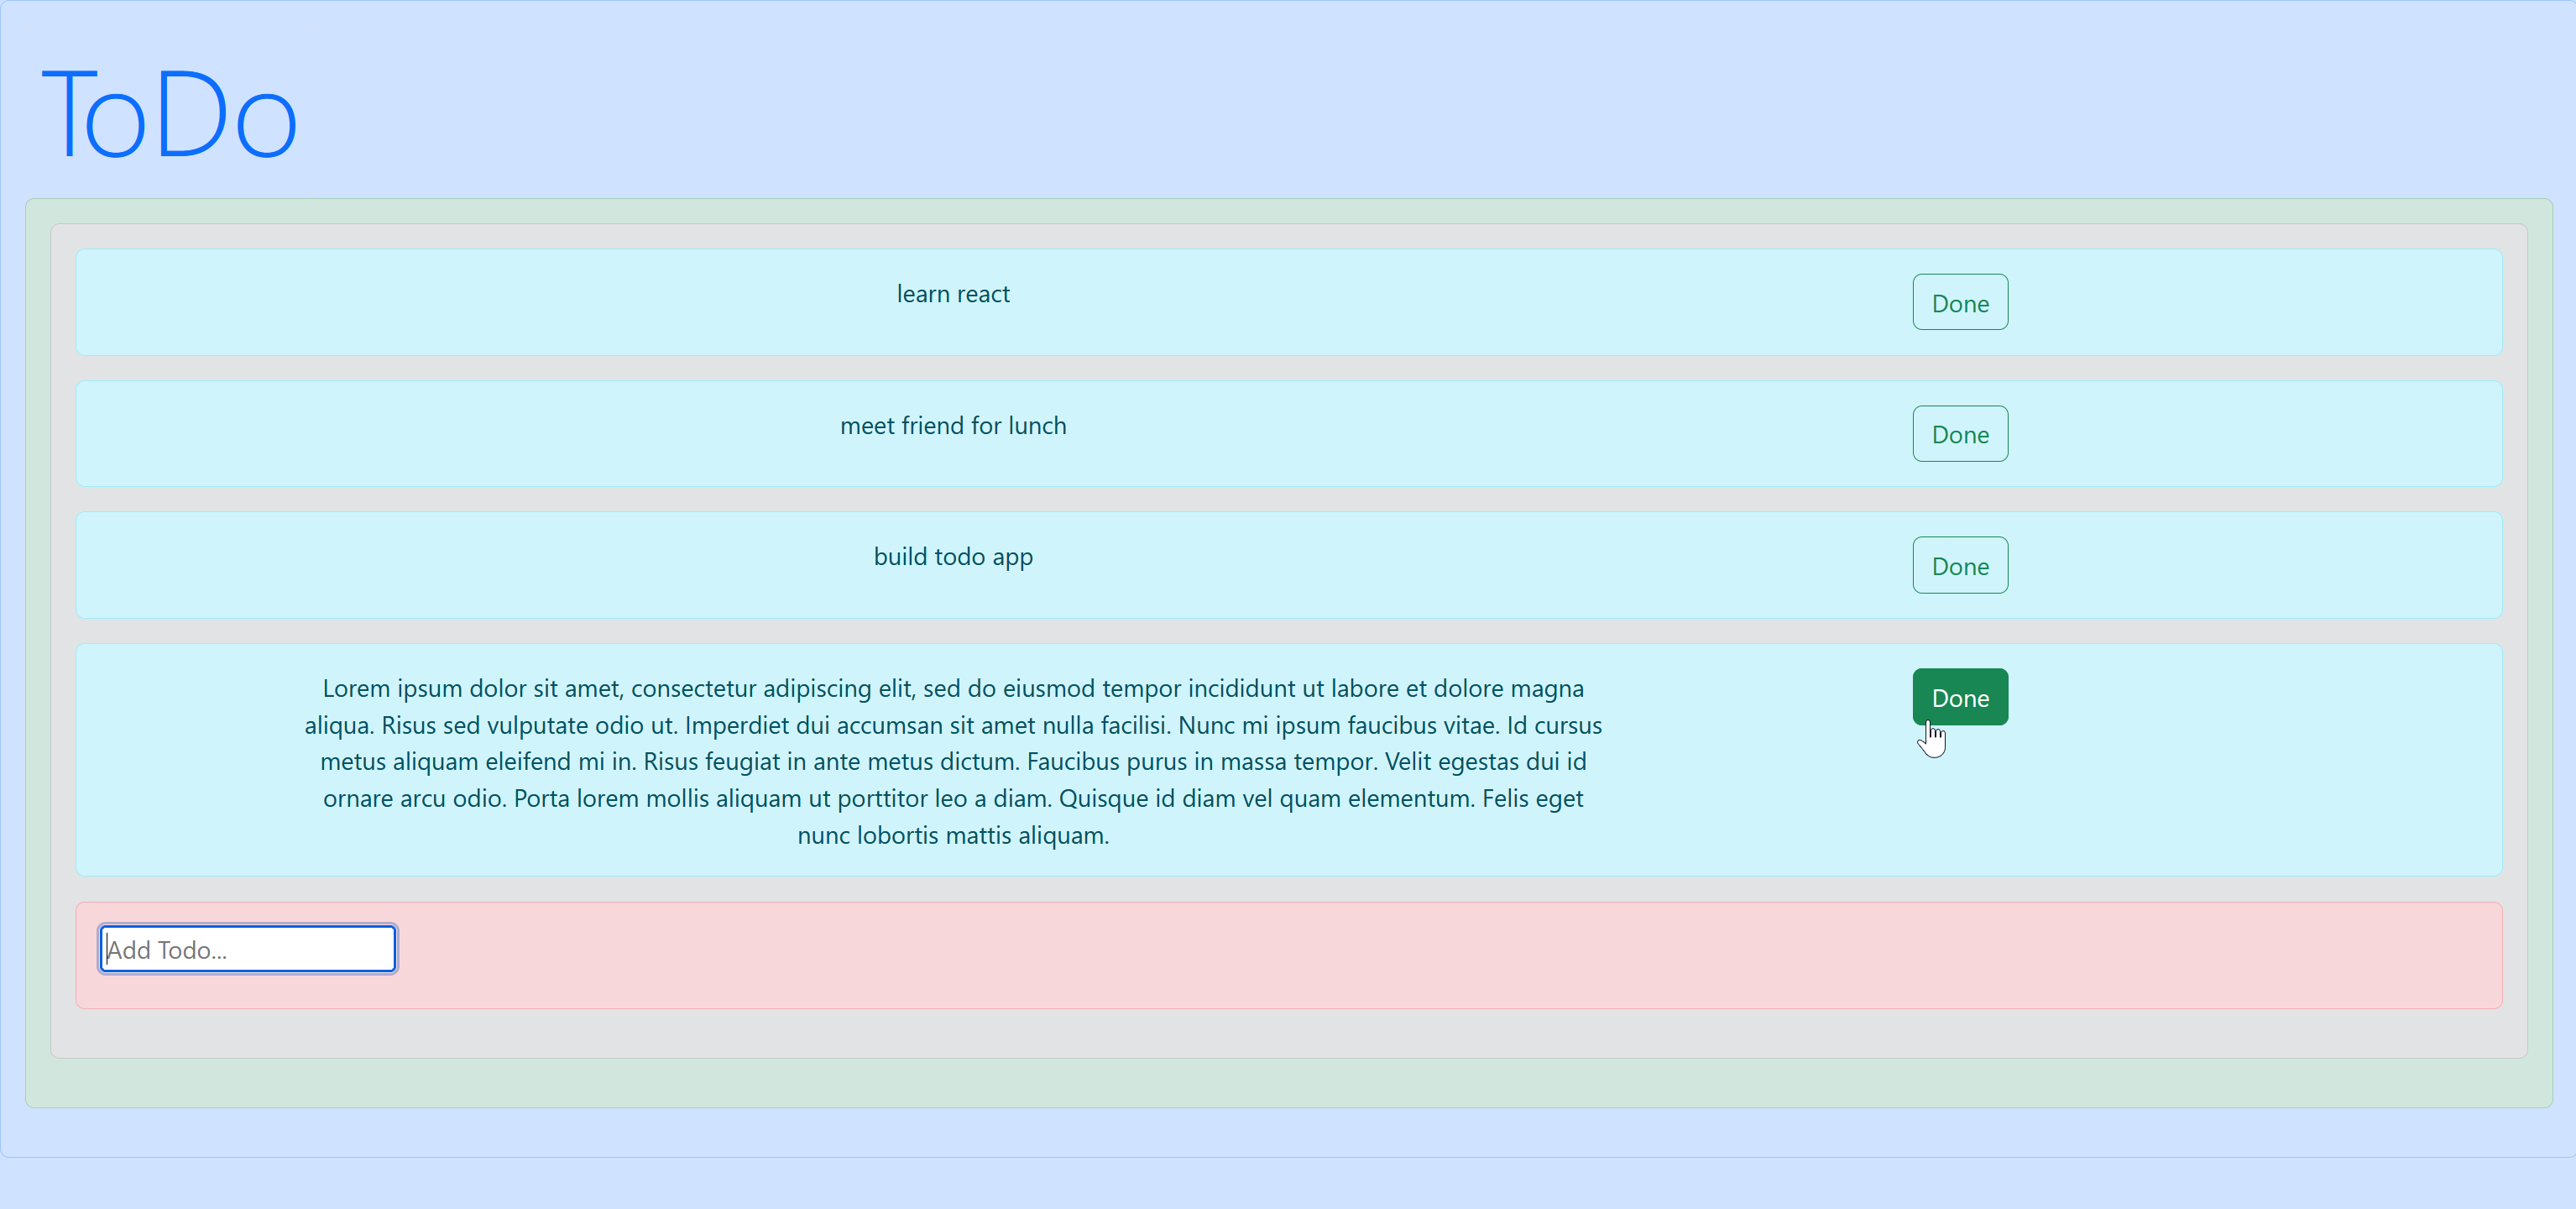 ToDo
learn react
Done
meet friend for lunch
Done
build todo app
Done
Lorem ipsum dolor sit amet, consectetur adipiscing elit, sed do eiusmod tempor incididunt ut labore et dolore magna
aliqua. Risus sed vulputate odio ut. Imperdiet dui accumsan sit amet nulla facilisi. Nunc mi ipsum faucibus vitae. Id cursus
metus aliquam eleifend mi in. Risus feugiat in ante metus dictum. Faucibus purus in massa tempor. Velit egestas dui id
ornare arcu odio. Porta lorem mollis aliquam ut porttitor leo a diam. Quisque id diam vel quam elementum. Felis eget
nunc lobortis mattis aliquam.
Done
Add Todo...